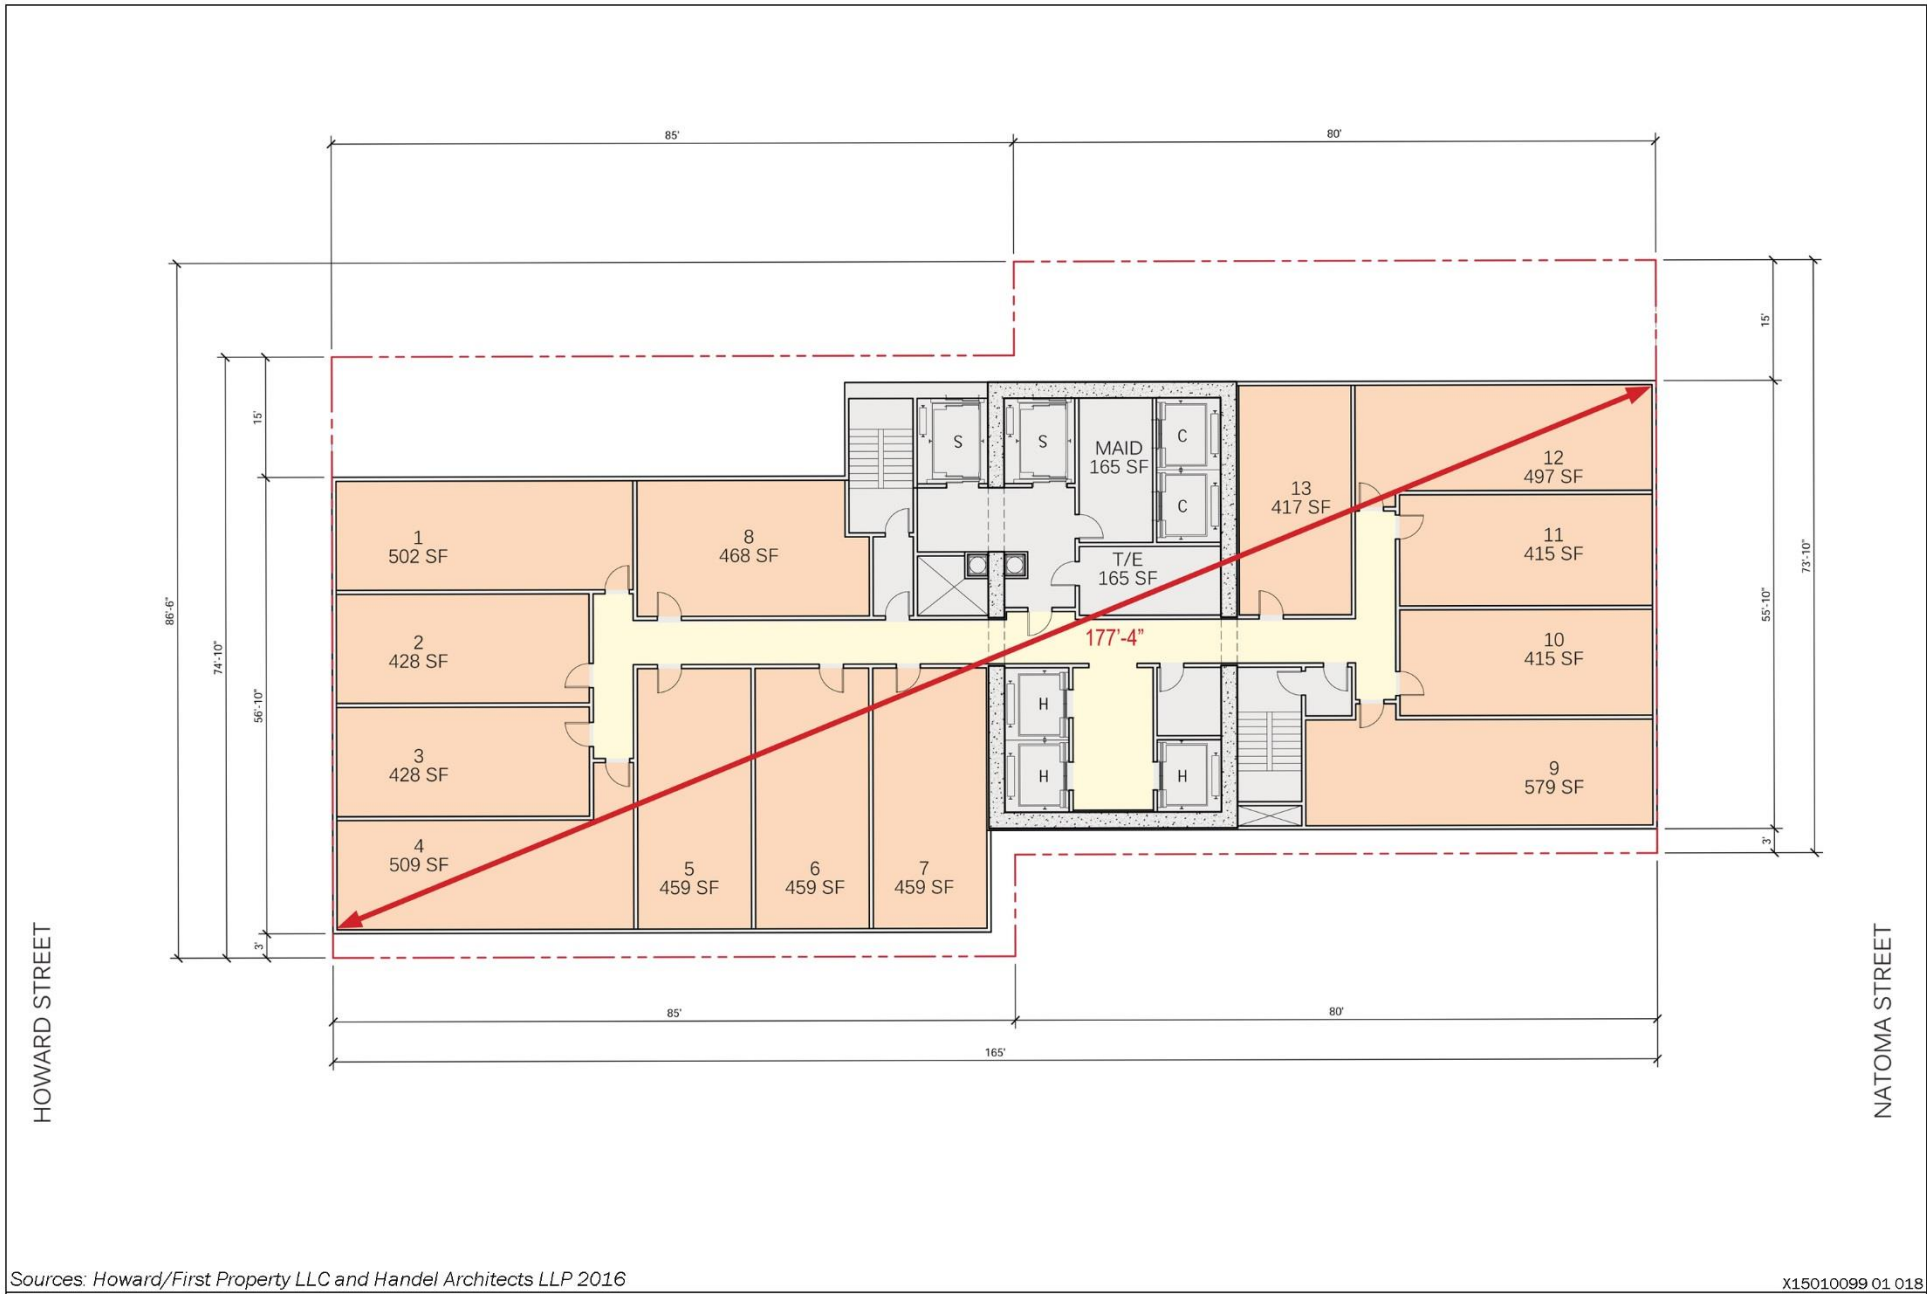 85'
80'
15'
15'
S
S
MAID
165 SF
C
C
12
497 SF
13
417 SF
1
502 SF
8
468 SF
11
415 SF
T/E
165 SF
86'-6"
74'-10"
56'-10"
55'-10"
73'-10"
2
428 SF
177'-4"
10
415 SF
H
3
428 SF
H
H
9
579 SF
4
509 SF
5
459 SF
6
459 SF
7
459 SF
3'
3'
HOWARD STREET
NATOMA STREET
85'
80'
165'
Sources: Howard/First Property LLC and Handel Architects LLP 2016
X15010099 01 018